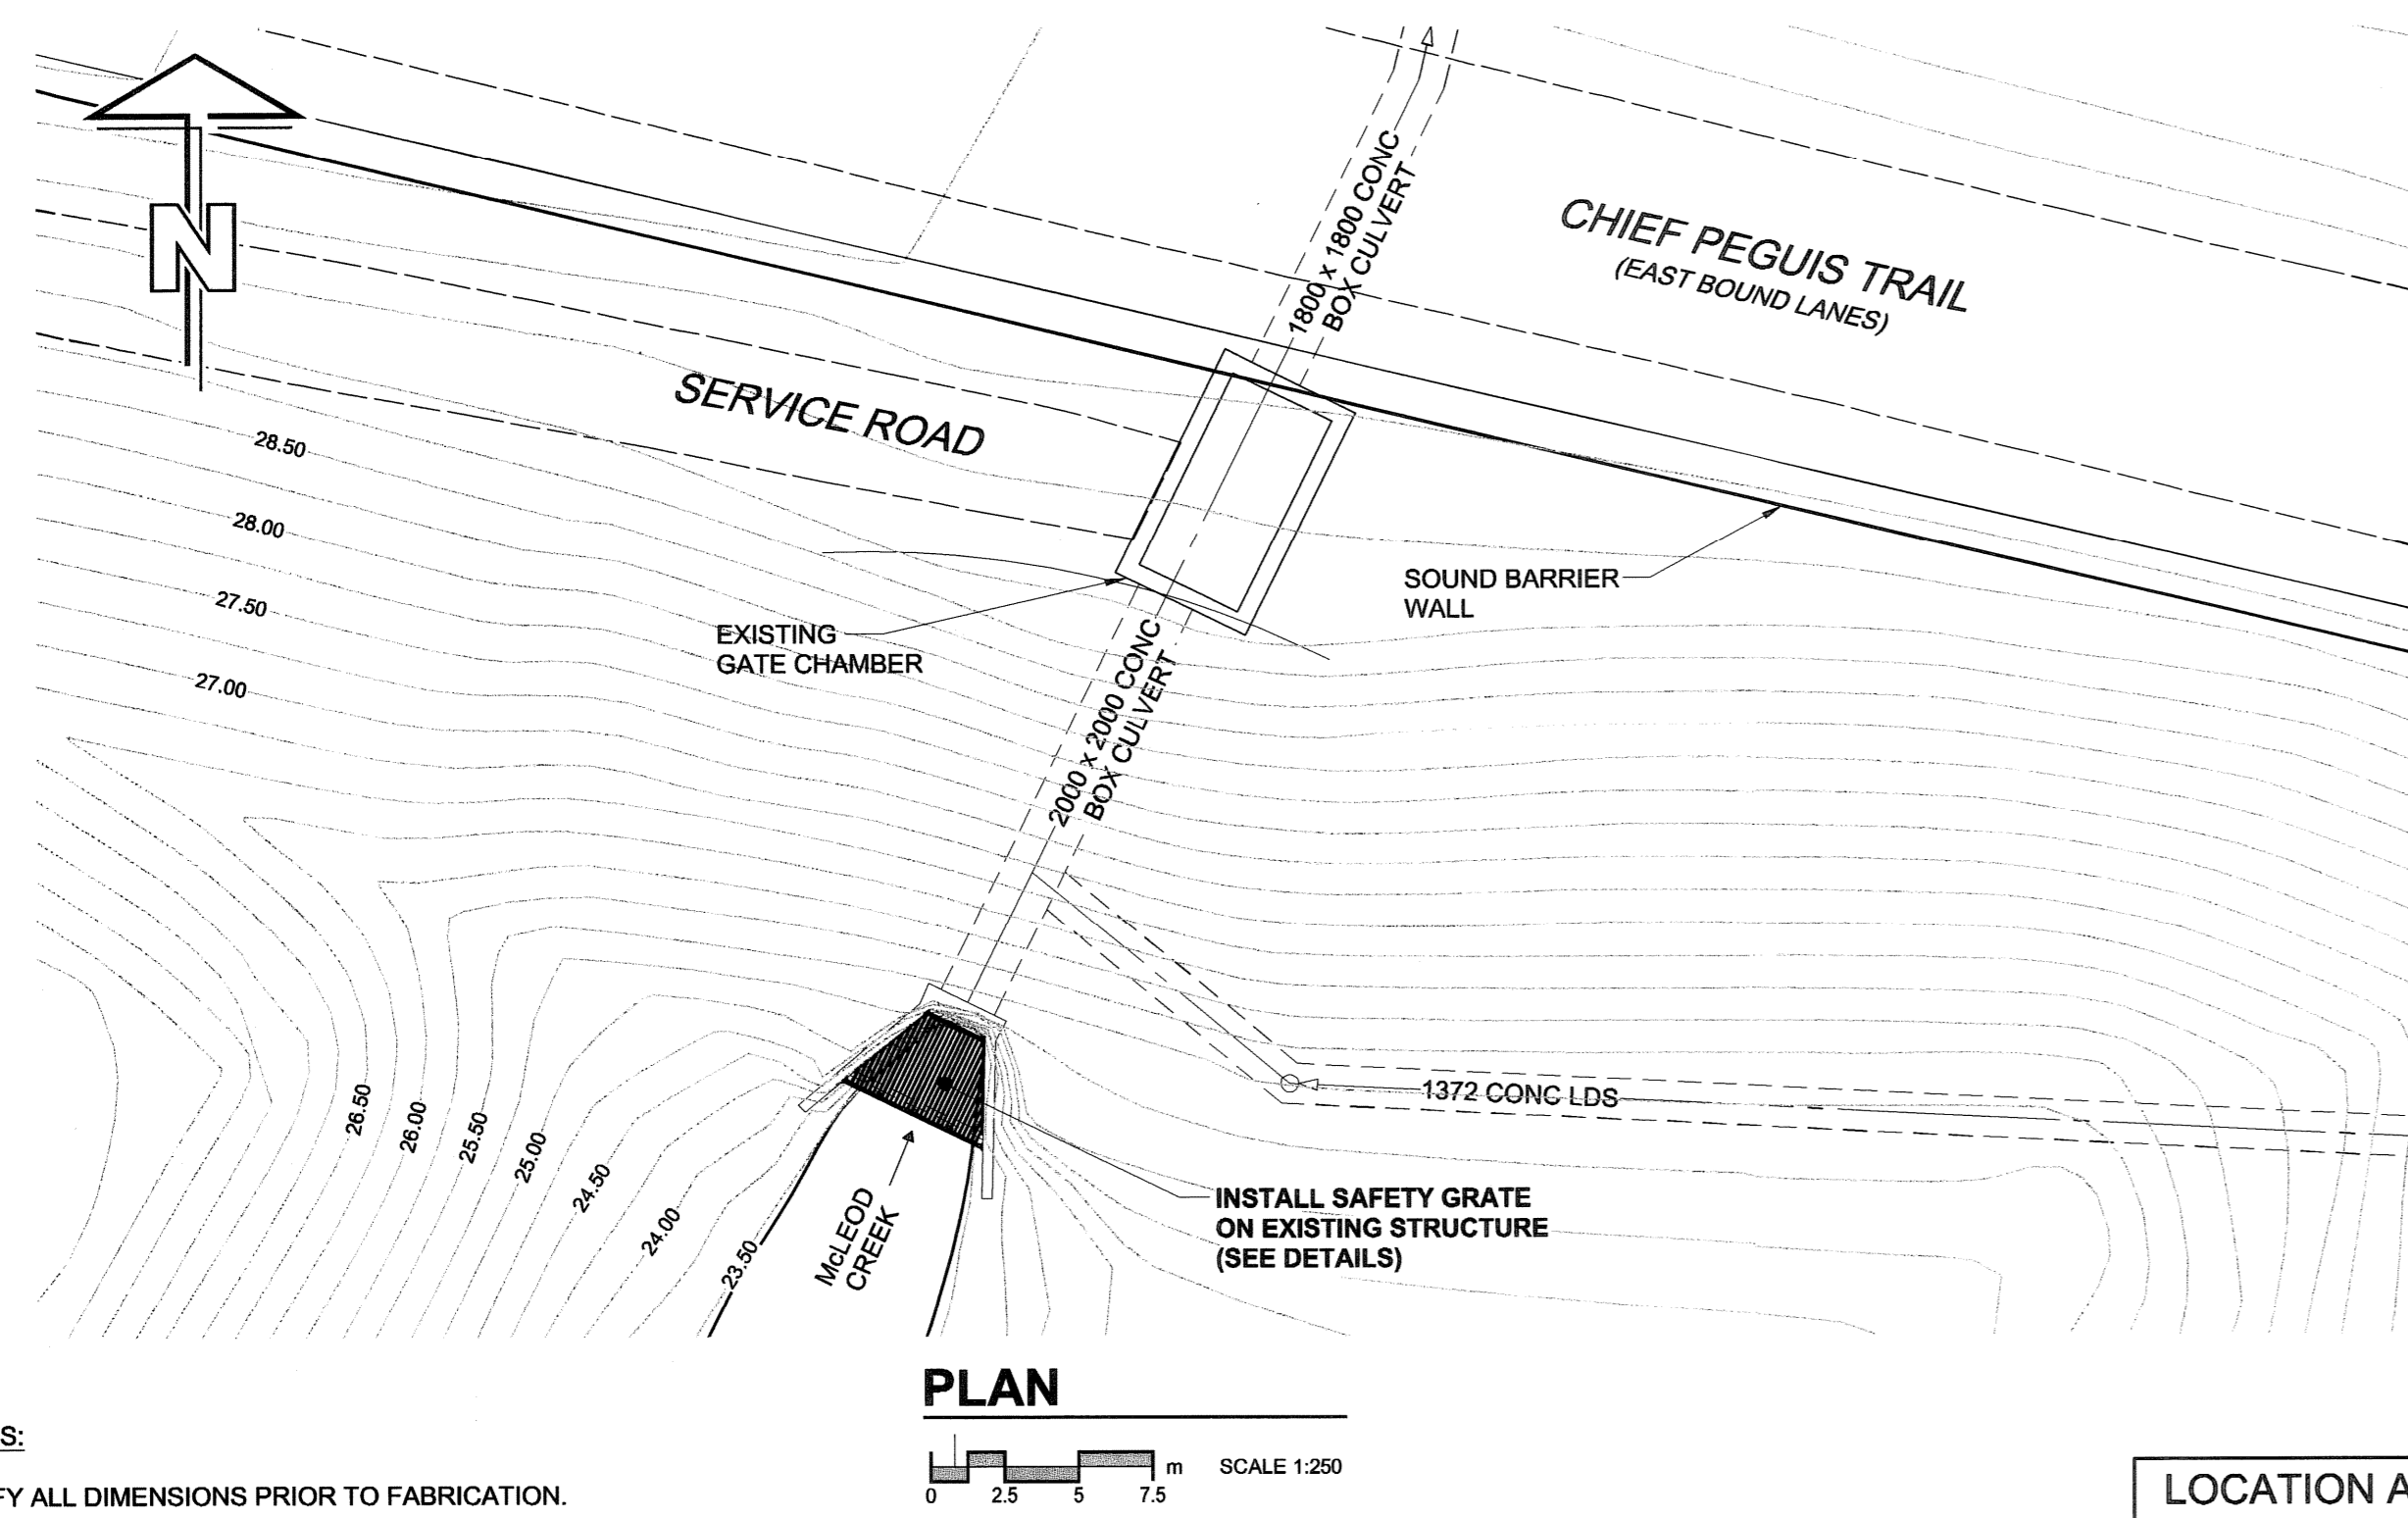 N
1800 x 1800 CONC
BOX CULVERT
CHIEF PEGUIS TRAIL
(EAST BOUND LANES)
SERVICE ROAD
28.50
28.00
27.50
27.00
EXISTING
GATE CHAMBER
SOUND BARRIER
WALL
2000 x 2000 CONC
BOX CULVERT
1372 CONC LDS
26.50
26.00
25.50
25.00
24.50
24.00
23.50
McLEOD
CREEK
INSTALL SAFETY GRATE
ON EXISTING STRUCTURE
(SEE DETAILS)
PLAN
0 2.5 5 7.5 m SCALE 1:250
S:
FY ALL DIMENSIONS PRIOR TO FABRICATION.
LOCATION A